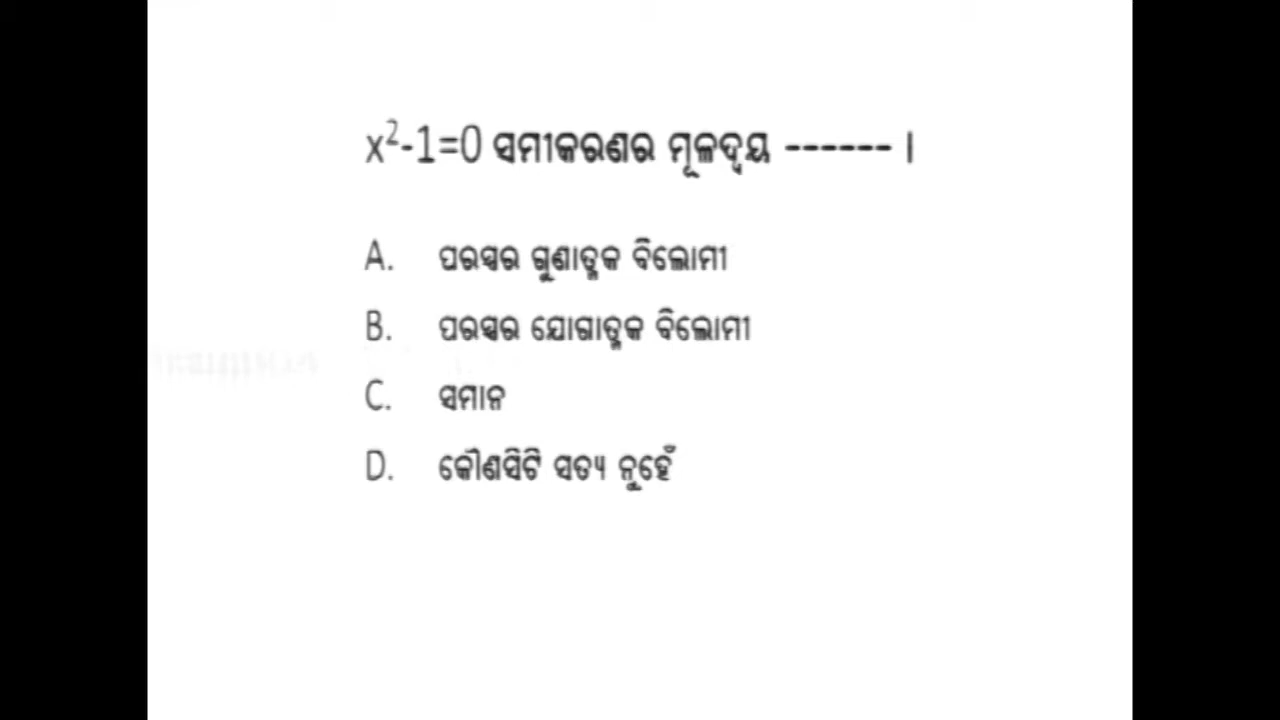 x²-1=0 ସମୀକରଣର ମୂଳଦ୍ୱୟ ------ ।
A. ପରସ୍ପର ଗୁଣାତ୍ମକ ବିଲୋମୀ
B. ପରସ୍ପର ଯୋଗାତ୍ମକ ବିଲୋମୀ
C. ସମାନ
D. କୌଣସିଟି ସତ୍ୟ ନୁହେଁ